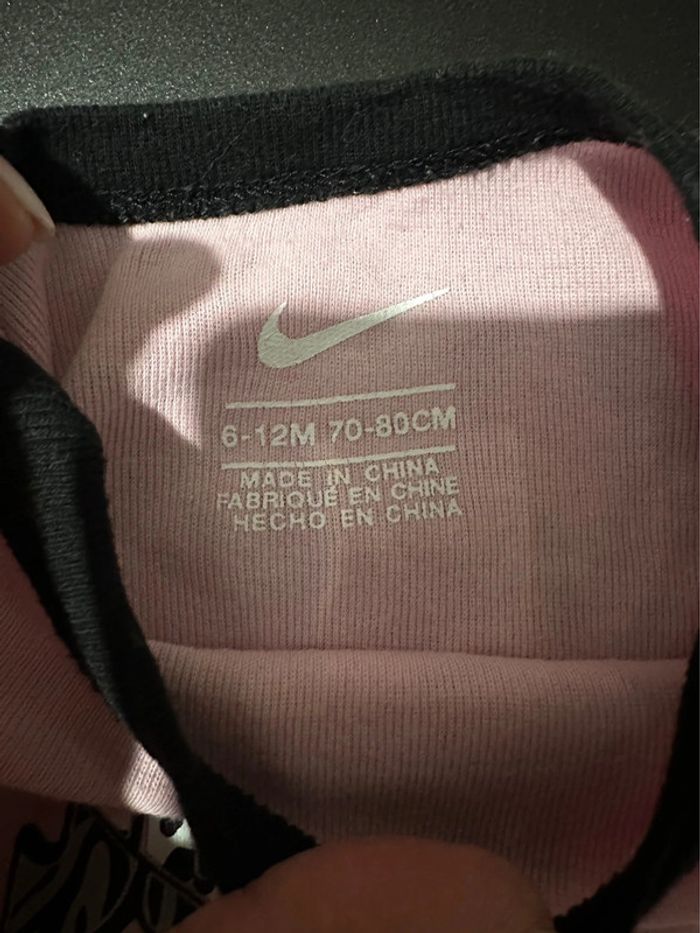 6-12M 70-80CM
MADE IN CHINA
FABRIQUÉ EN CHINE
HECHO EN CHINA